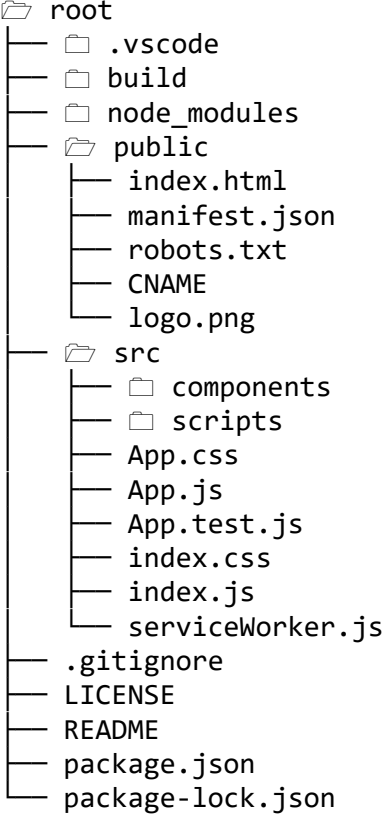 root
.vscode
build
node_modules
public
index.html
manifest.json
robots.txt
CNAME
logo.png
src
components
scripts
App.css
App.js
App.test.js
index.css
index.js
serviceWorker.js
.gitignore
LICENSE
README
package.json
package-lock.json